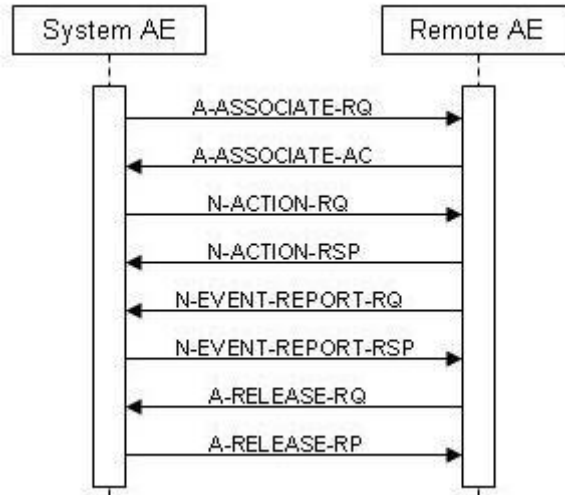 System AE
Remote AE
A-ASSOCIATE-RQ
A-ASSOCIATE-AC
N-ACTION-RQ
N-ACTION-RSP
N-EVENT-REPORT-RQ
N-EVENT-REPORT-RSP
A-RELEASE-RQ
A-RELEASE-RP